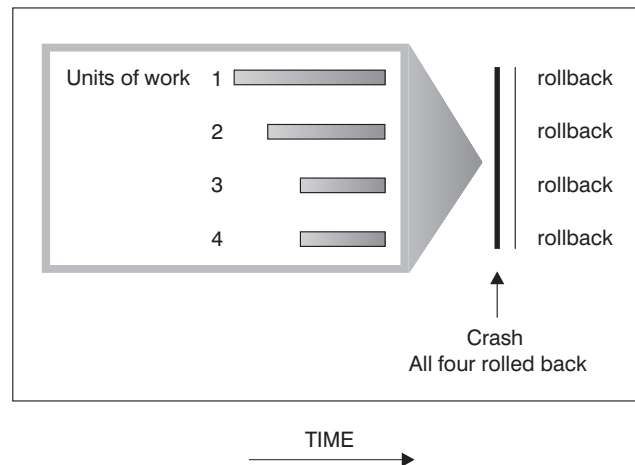 Units of work 1 rollback
2 rollback
3 rollback
4 rollback
Crash
All four rolled back
TIME